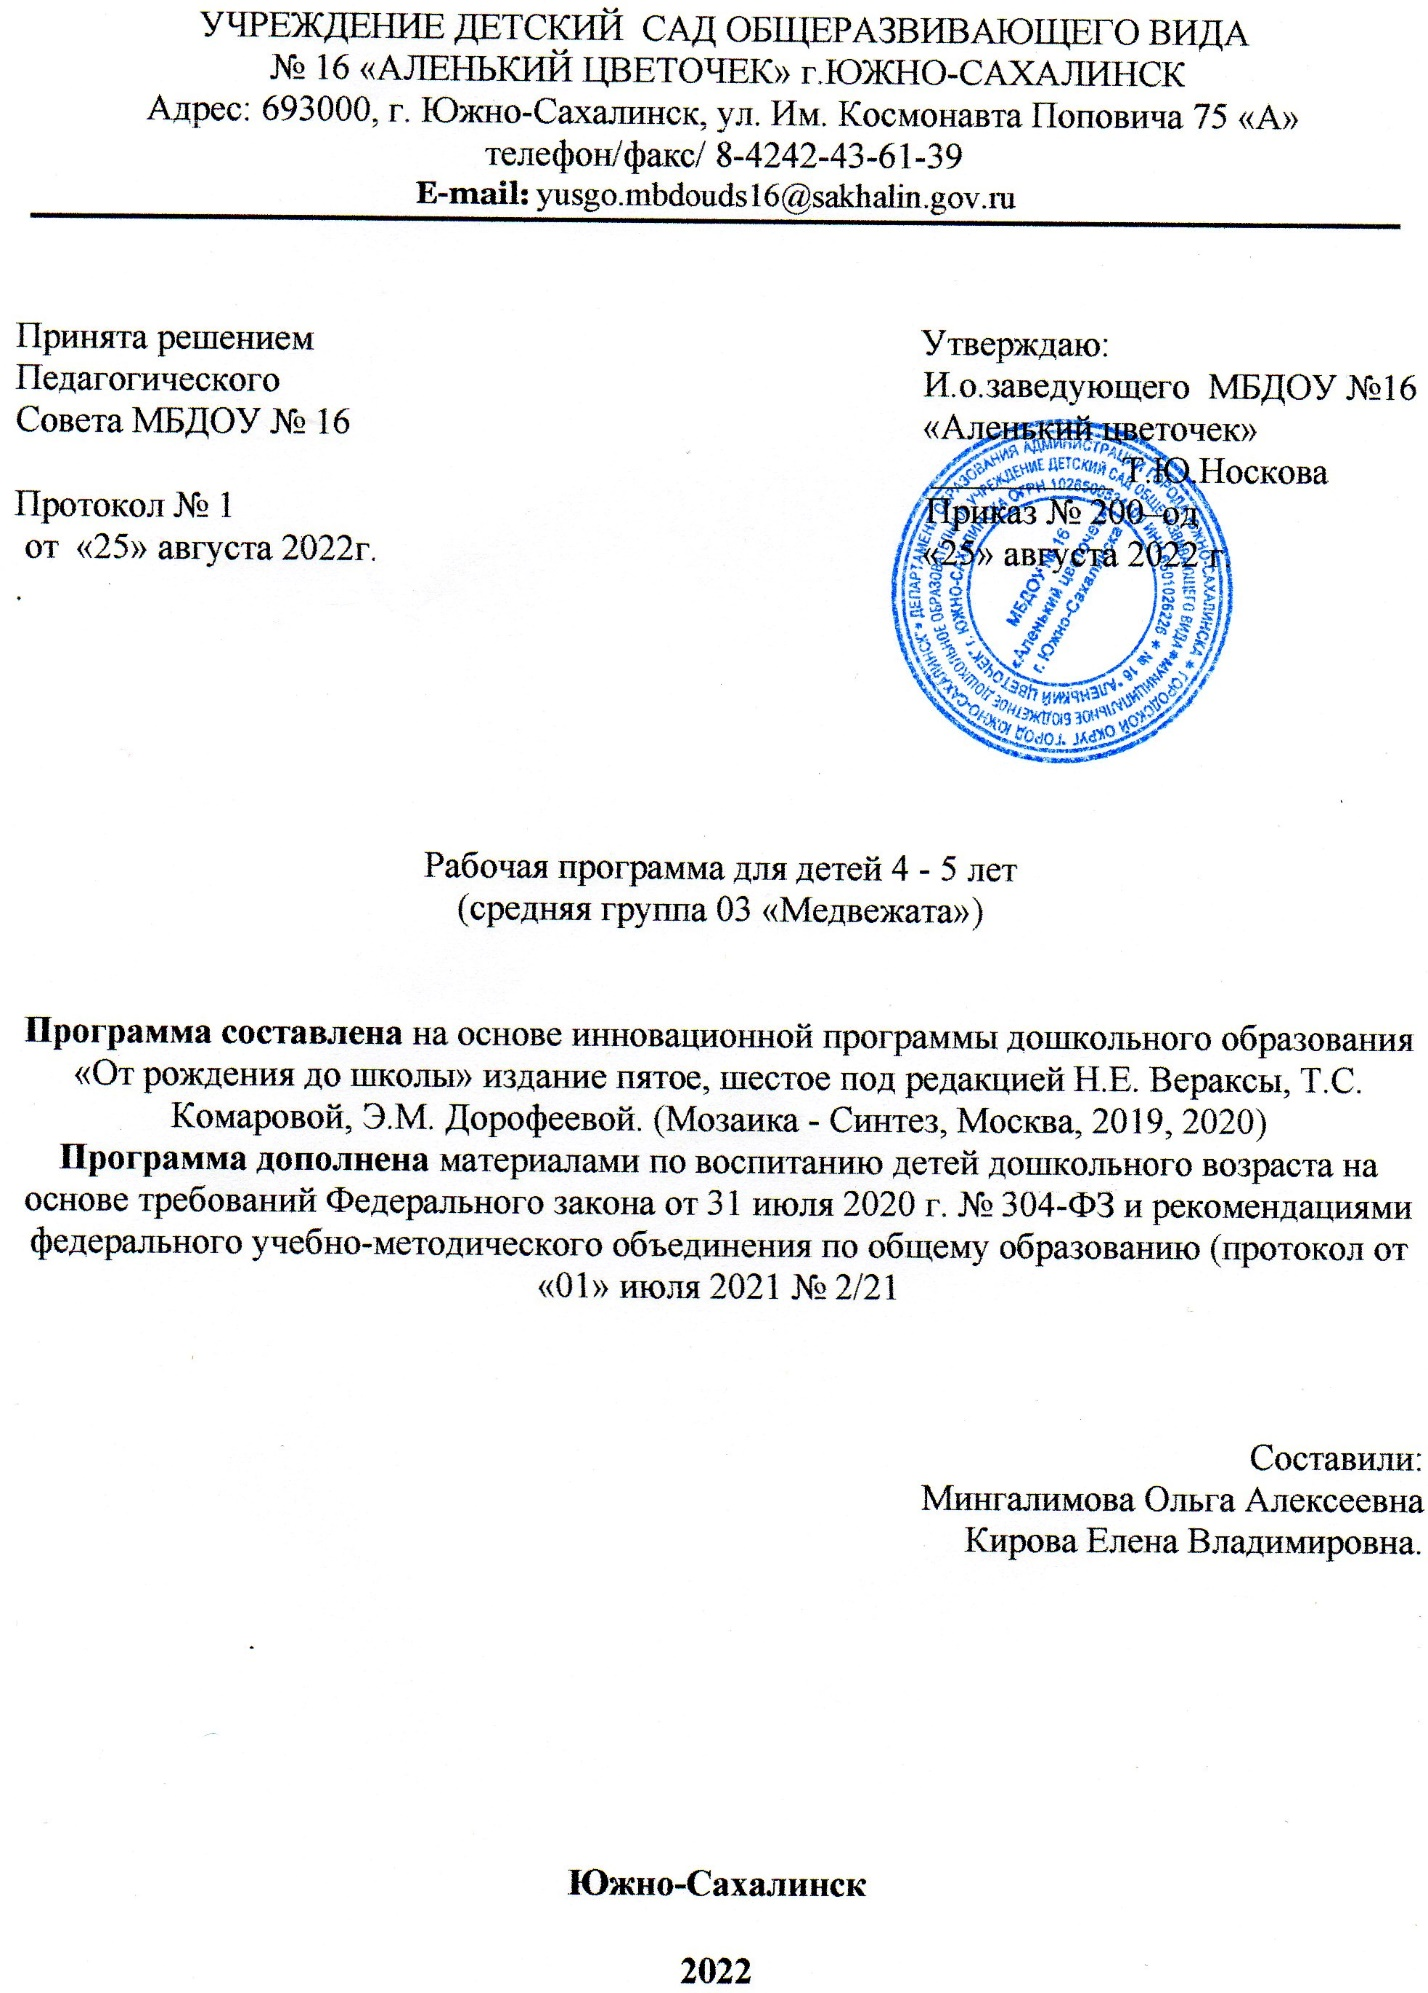 УЧРЕЖДЕНИЕ ДЕТСКИЙ САД ОБЩЕРАЗВИВАЮЩЕГО ВИДА
№ 16 «АЛЕНЬКИЙ ЦВЕТОЧЕК» г.ЮЖНО-САХАЛИНСК
Адрес: 693000, г. Южно-Сахалинск, ул. Им. Космонавта Поповича 75 «А»
телефон/факс/ 8-4242-43-61-39
E-mail: yusgo.mbdouds16@sakhalin.gov.ru
Принята решением
Педагогического
Совета МБДОУ № 16
Протокол № 1
от «25» августа 2022г.
.
Утверждаю:
И.о.заведующего МБДОУ №16
«Аленький цветочек»
Т.Ю.Носкова
Приказ № 200–од
«25» августа 2022 г.
МБДОУ № 16
«Аленький цветочек»
г. Южно-Сахалинска
Рабочая программа для детей 4 - 5 лет
(средняя группа 03 «Медвежата»)
Программа составлена на основе инновационной программы дошкольного образования
«От рождения до школы» издание пятое, шестое под редакцией Н.Е. Вераксы, Т.С.
Комаровой, Э.М. Дорофеевой. (Мозаика - Синтез, Москва, 2019, 2020)
Программа дополнена материалами по воспитанию детей дошкольного возраста на
основе требований Федерального закона от 31 июля 2020 г. № 304-ФЗ и рекомендациями
федерального учебно-методического объединения по общему образованию (протокол от
«01» июля 2021 № 2/21
Составили:
Мингалимова Ольга Алексеевна
Кирова Елена Владимировна.
Южно-Сахалинск
2022